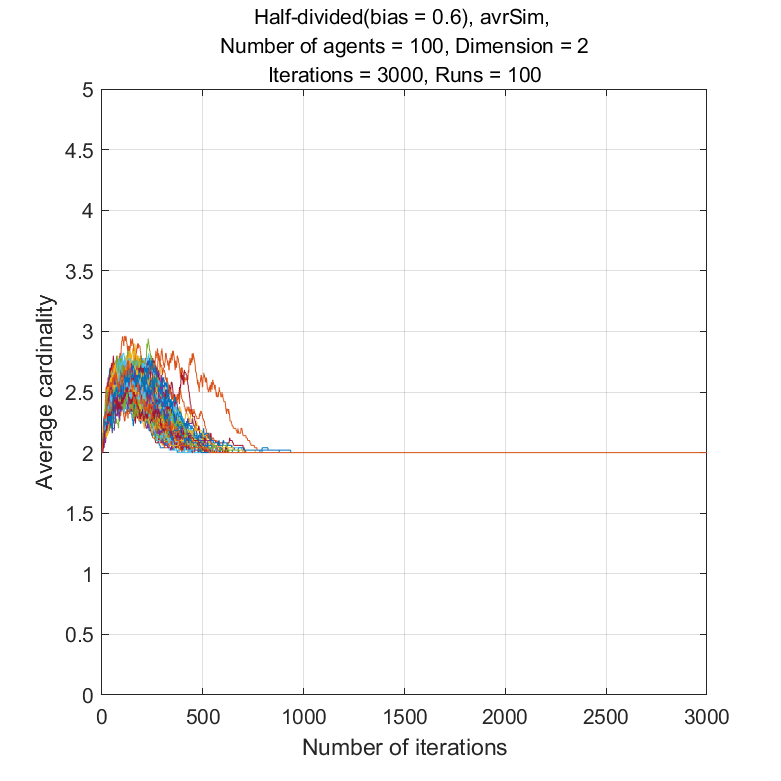 Half-divided(bias = 0.6), avrSim,
Number of agents = 100, Dimension = 2
Iterations = 3000, Runs = 100
5
4.5
4
3.5
3
2.5
2
1.5
1
0.5
0
Average cardinality
0 500 1000 1500 2000 2500 3000
Number of iterations